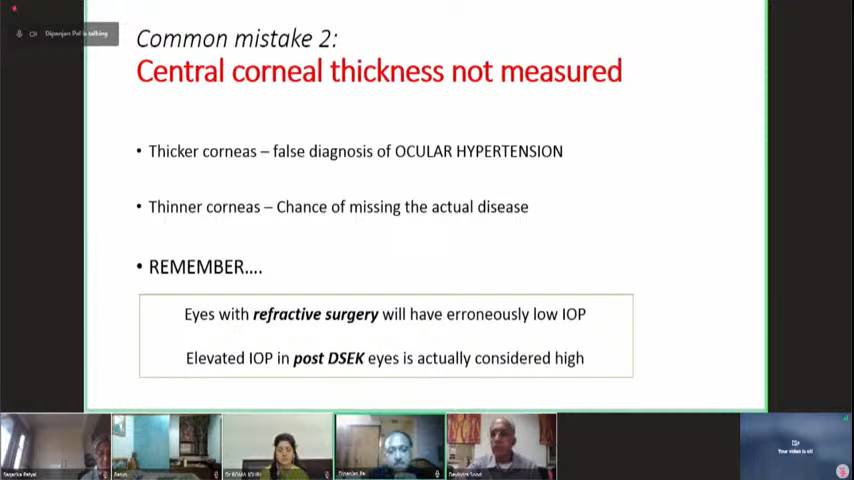 Dipanjan Pal is talking
Common mistake 2:
Central corneal thickness not measured
• Thicker corneas – false diagnosis of OCULAR HYPERTENSION
• Thinner corneas – Chance of missing the actual disease
• REMEMBER....
Eyes with refractive surgery will have erroneously low IOP
Elevated IOP in post DSEK eyes is actually considered high
Dipanjan Pal
Your video is off